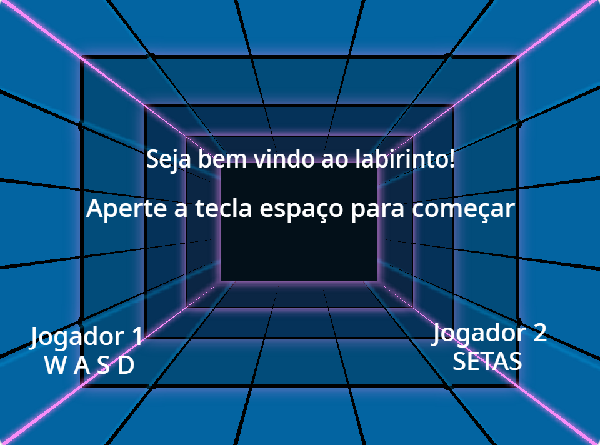 Seja bem vindo ao labirinto!
Aperte a tecla espaço para começar
Jogador 1
W A S D
Jogador 2
SETAS